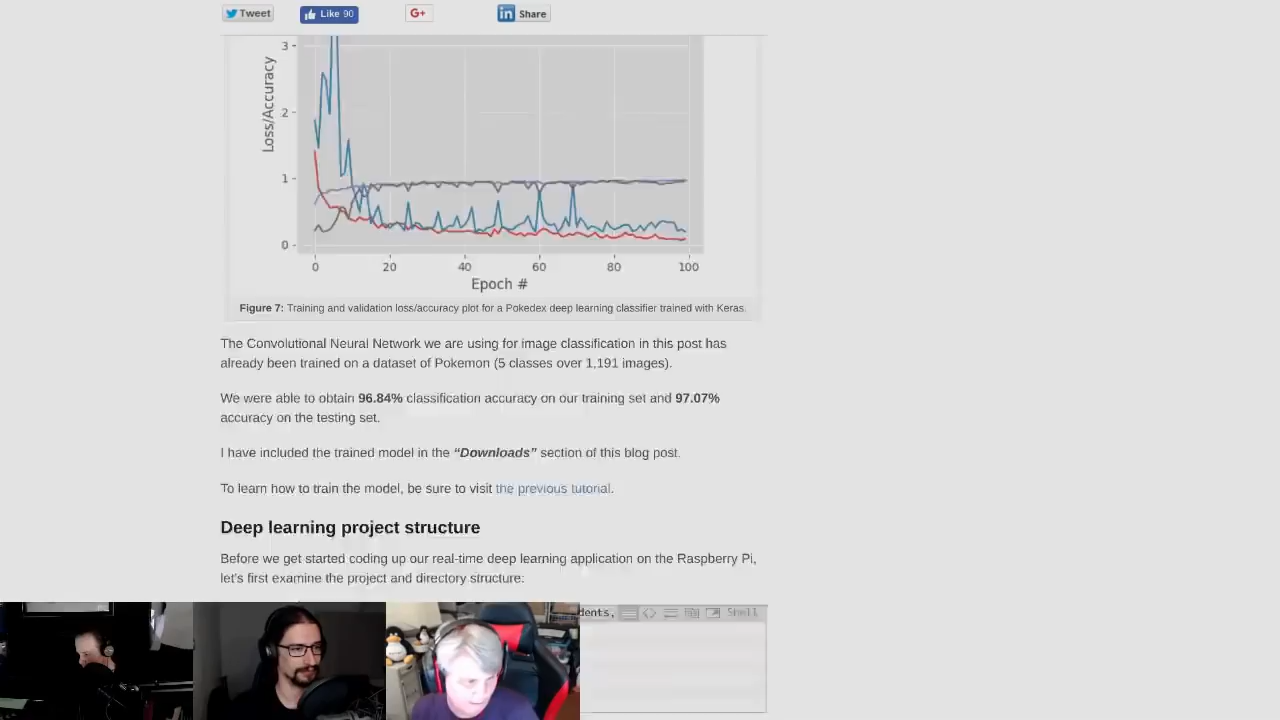 Tweet
Like 90
G+
in Share
3
2
1
0
Loss/Accuracy
0 20 40 60 80 100
Epoch #
Figure 7: Training and validation loss/accuracy plot for a Pokedex deep learning classifier trained with Keras.
The Convolutional Neural Network we are using for image classification in this post has
already been trained on a dataset of Pokemon (5 classes over 1,191 images).
We were able to obtain 96.84% classification accuracy on our training set and 97.07%
accuracy on the testing set.
I have included the trained model in the “Downloads” section of this blog post.
To learn how to train the model, be sure to visit the previous tutorial.
Deep learning project structure
Before we get started coding up our real-time deep learning application on the Raspberry Pi,
let's first examine the project and directory structure:
Shell